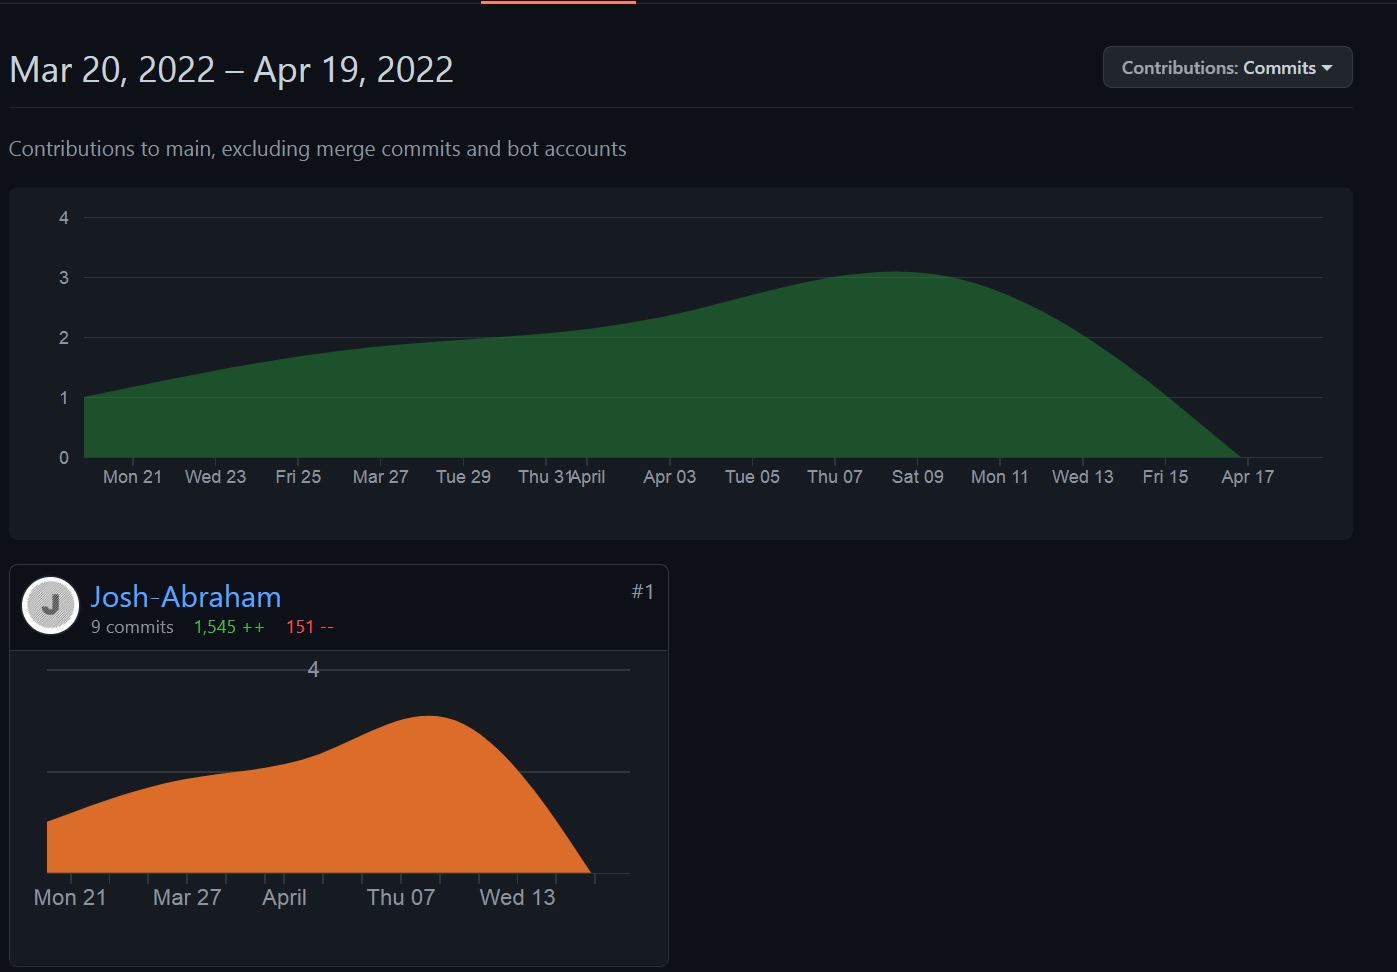 Mar 20, 2022 – Apr 19, 2022
Contributions: Commits
Contributions to main, excluding merge commits and bot accounts
4
3
2
1
0
Mon 21 Wed 23 Fri 25 Mar 27 Tue 29 Thu 31 April Apr 03 Tue 05 Thu 07 Sat 09 Mon 11 Wed 13 Fri 15 Apr 17
J
Josh-Abraham
#1
9 commits 1,545 ++ 151 --
4
Mon 21 Mar 27 April Thu 07 Wed 13